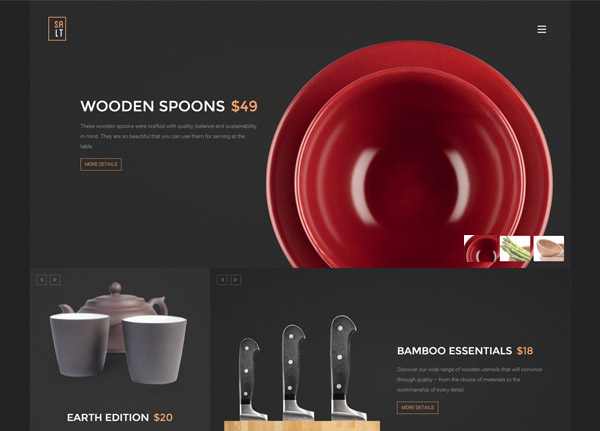 SA
LT
WOODEN SPOONS $49
These wooden spoons were crafted with quality, balance and sustainability
in mind. They are so beautiful that you can use them for serving at the
table.
MORE DETAILS
EARTH EDITION $20
BAMBOO ESSENTIALS $18
Discover our wide range of wooden utensils that will convince
through quality – from the choice of materials to the
workmanship of every detail.
MORE DETAILS